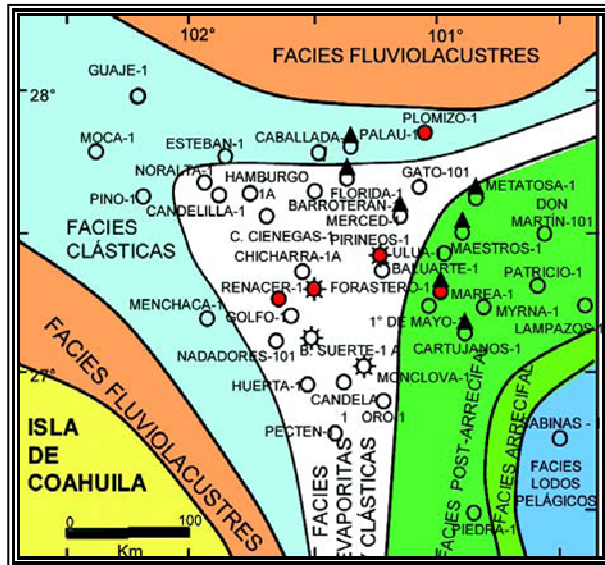 102°
101°
FACIES FLUVIOLACUSTRES
GUAJE-1
28°
PLOMIZO-1
MOCA-1
ESTEBAN-1
CABALLADA
PALAU-1
NORALTA-1
HAMBURGO
1A
GATO-101
METATOSA-1
PINO-1
CANDELILLA-1
FLORIDA-1
BARROTERÁN-
MERCED-1
DON
MARTÍN-101
FACIES
CLÁSTICAS
C. CIENEGAS-1
PIRINEOS-1
ULUA-1
MAESTROS-1
CHICHARRA-1A
BALUARTE-1
PATRICIO-1
RENACER-1
FORASTERO-1
MAREA-1
MENCHACA-1
GOLFO-1
1° DE MAYO-
MYRNA-1
LAMPAZOS-1
NADADORES-101
B. SUERTE-1 A
CARTUJANOS-1
27°
HUERTA-1
MONCLOVA-1
CANDELA
1
ORO-1
PECTEN-1
FACIES FLUVIOLACUSTRES
ISLA
DE
COAHUILA
0
100
Km
FACIES
EVAPORITAS
Y CLÁSTICAS
FACIES POST-ARRECIFAL
FACIES ARRECIFAL
SABINAS - 1
FACIES
LODOS
PELÁGICOS
PIEDRA-1